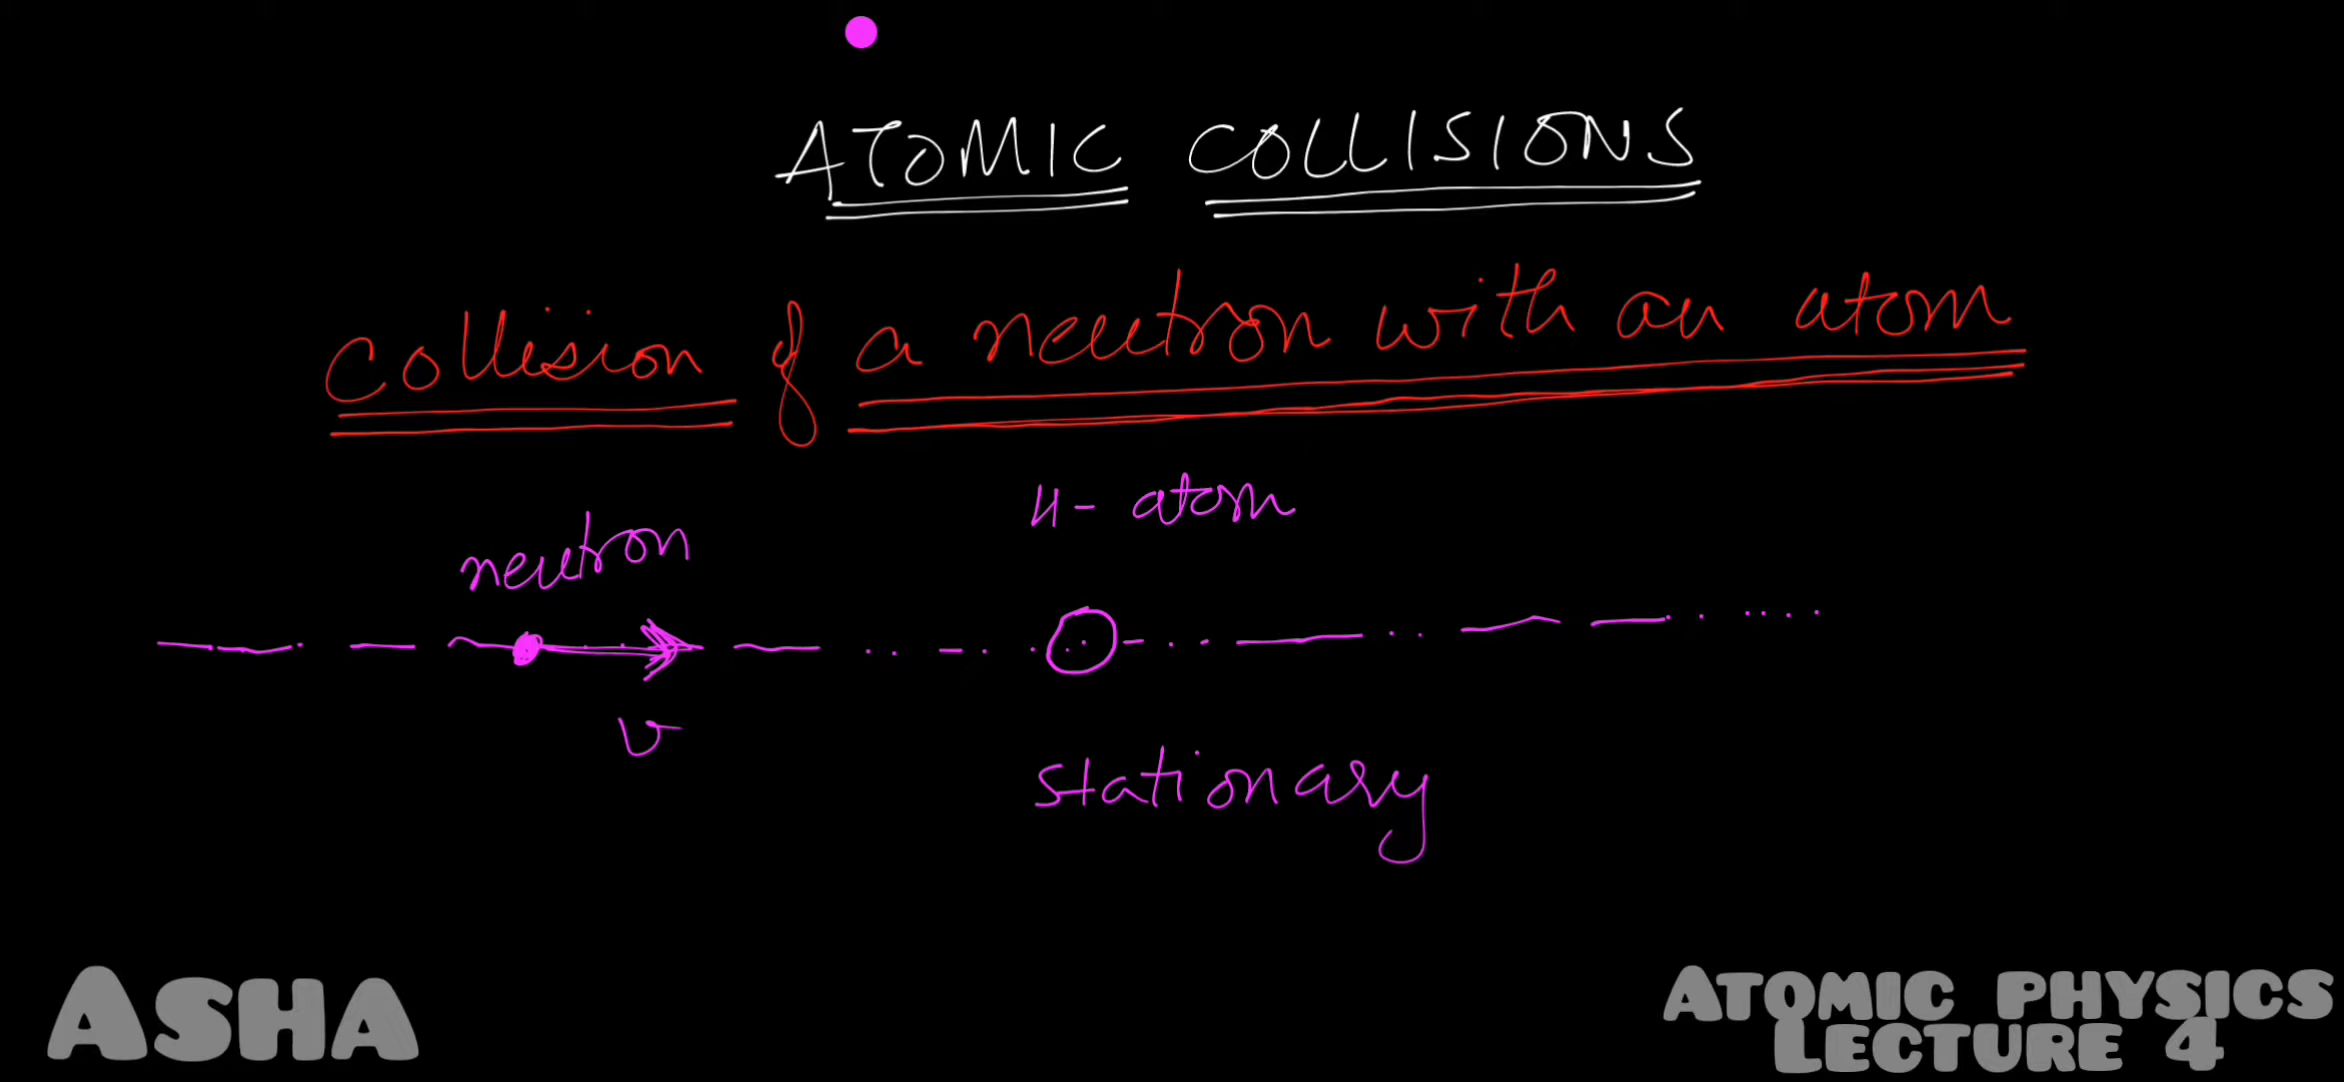 ATOMIC COLLISIONS
Collision of a neutron with an atom
H - atom
neutron
v
stationary
ASHA
ATOMIC PHYSICS
LECTURE 4